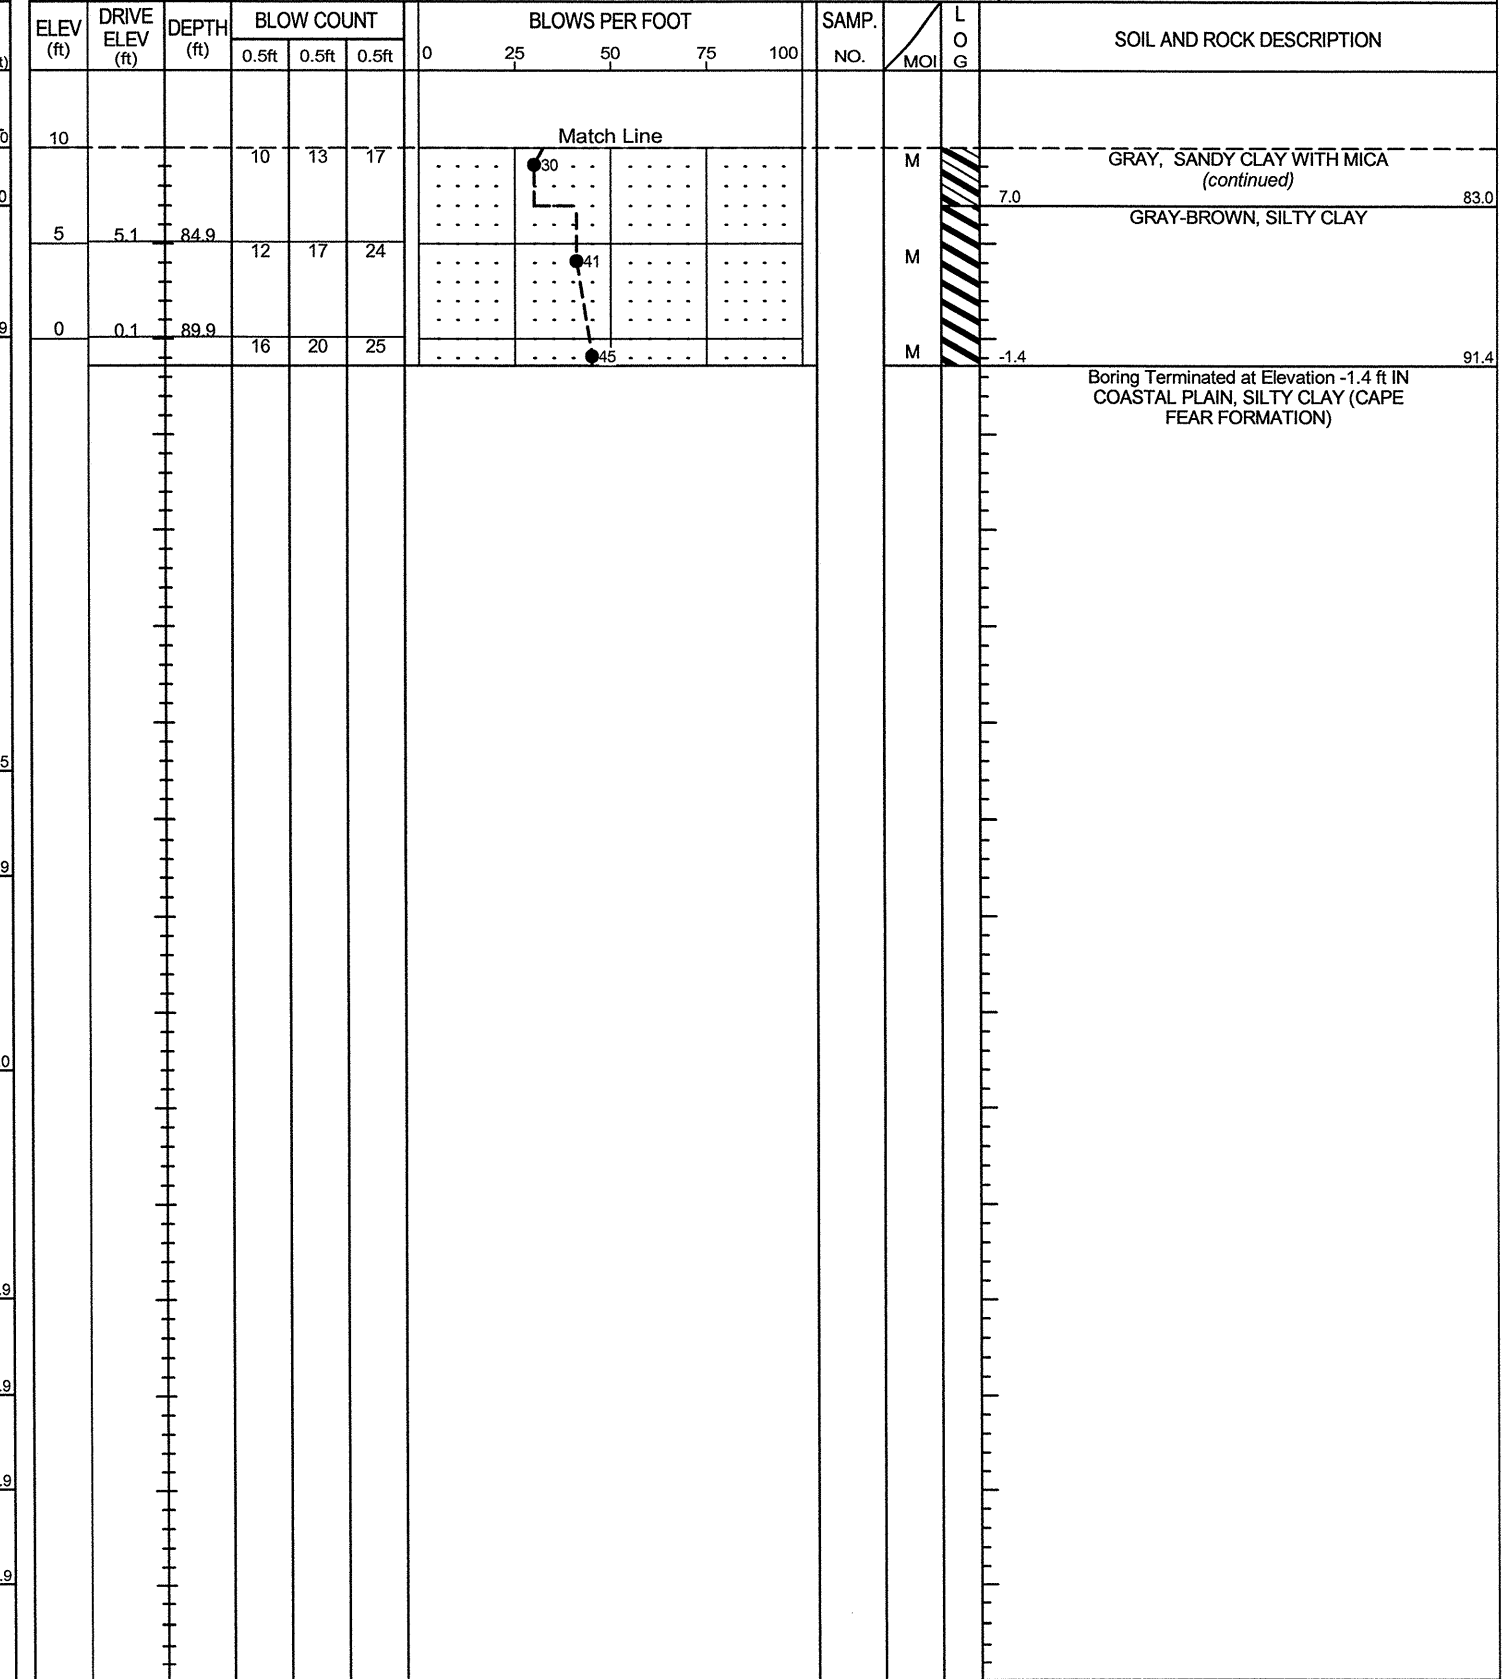 ELEV (ft) DRIVE ELEV (ft) DEPTH (ft) BLOW COUNT BLOWS PER FOOT SAMP. NO. MOI LOG SOIL AND ROCK DESCRIPTION
0.5ft 0.5ft 0.5ft 0 25 50 75 100
10 Match Line
10 13 17 30 M GRAY, SANDY CLAY WITH MICA
(continued)
7.0 83.0
GRAY-BROWN, SILTY CLAY
5 5.1 84.9
12 17 24 41 M
0 0.1 89.9
16 20 25 45 M -1.4 91.4
Boring Terminated at Elevation -1.4 ft IN
COASTAL PLAIN, SILTY CLAY (CAPE
FEAR FORMATION)